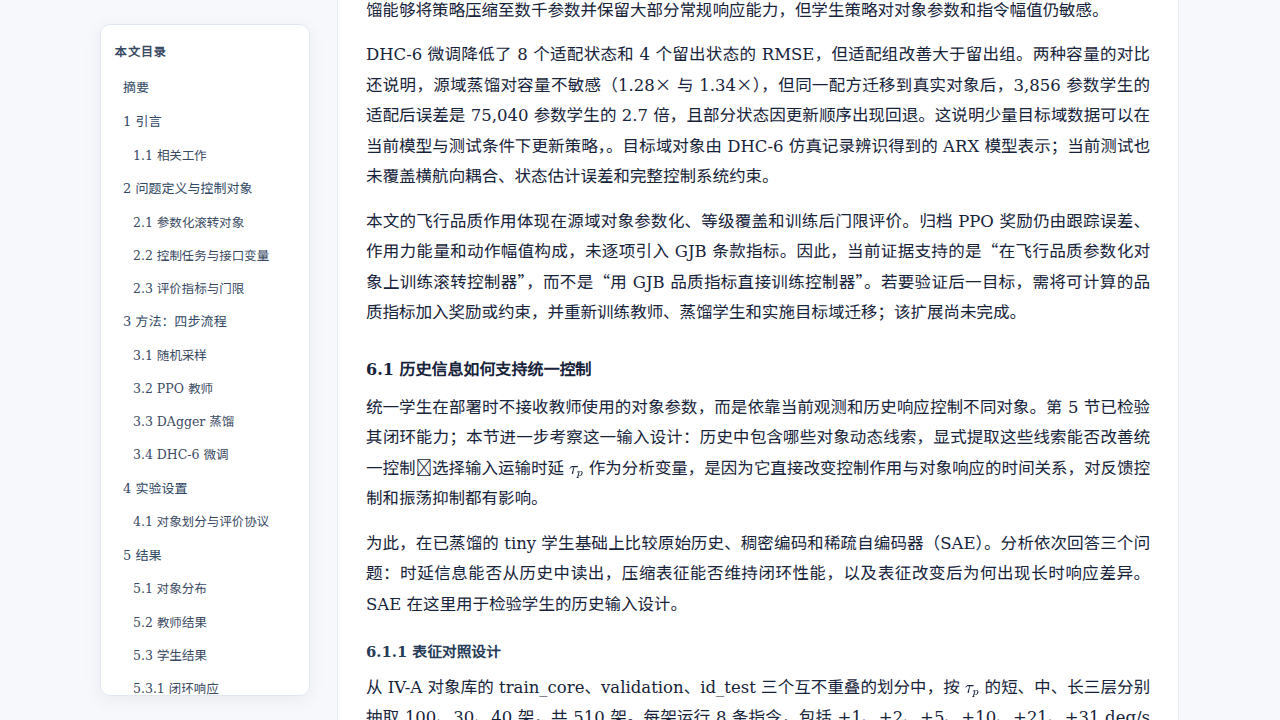 本文目录
摘要
1 引言
1.1 相关工作
2 问题定义与控制对象
2.1 参数化滚转对象
2.2 控制任务与接口变量
2.3 评价指标与门限
3 方法：四步流程
3.1 随机采样
3.2 PPO 教师
3.3 DAgger 蒸馏
3.4 DHC-6 微调
4 实验设置
4.1 对象划分与评价协议
5 结果
5.1 对象分布
5.2 教师结果
5.3 学生结果
5.3.1 闭环响应
馏能够将策略压缩至数千参数并保留大部分常规响应能力，但学生策略对对象参数和指令幅值仍敏感。
DHC-6 微调降低了 8 个适配状态和 4 个留出状态的 RMSE，但适配组改善大于留出组。两种容量的对比
还说明，源域蒸馏对容量不敏感（1.28× 与 1.34×），但同一配方迁移到真实对象后，3,856 参数学生的
适配后误差是 75,040 参数学生的 2.7 倍，且部分状态因更新顺序出现回退。这说明少量目标域数据可以在
当前模型与测试条件下更新策略，。目标域对象由 DHC-6 仿真记录辨识得到的 ARX 模型表示；当前测试也
未覆盖横航向耦合、状态估计误差和完整控制系统约束。
本文的飞行品质作用体现在源域对象参数化、等级覆盖和训练后门限评价。归档 PPO 奖励仍由跟踪误差、
作用力能量和动作幅值构成，未逐项引入 GJB 条款指标。因此，当前证据支持的是“在飞行品质参数化对
象上训练滚转控制器”，而不是“用 GJB 品质指标直接训练控制器”。若要验证后一目标，需将可计算的品
质指标加入奖励或约束，并重新训练教师、蒸馏学生和实施目标域迁移；该扩展尚未完成。
6.1 历史信息如何支持统一控制
统一学生在部署时不接收教师使用的对象参数，而是依靠当前观测和历史响应控制不同对象。第 5 节已检验
其闭环能力；本节进一步考察这一输入设计：历史中包含哪些对象动态线索，显式提取这些线索能否改善统
一控制选择输入运输时延 τp 作为分析变量，是因为它直接改变控制作用与对象响应的时间关系，对反馈控
制和振荡抑制都有影响。
为此，在已蒸馏的 tiny 学生基础上比较原始历史、稠密编码和稀疏自编码器（SAE）。分析依次回答三个问
题：时延信息能否从历史中读出，压缩表征能否维持闭环性能，以及表征改变后为何出现长时响应差异。
SAE 在这里用于检验学生的历史输入设计。
6.1.1 表征对照设计
从 IV-A 对象库的 train_core、validation、id_test 三个互不重叠的划分中，按 τp 的短、中、长三层分别
抽取 100、30、40 架，共 510 架。每架运行 8 条指令，包括 ±1、±2、±5、±10、±21、±31 deg/s